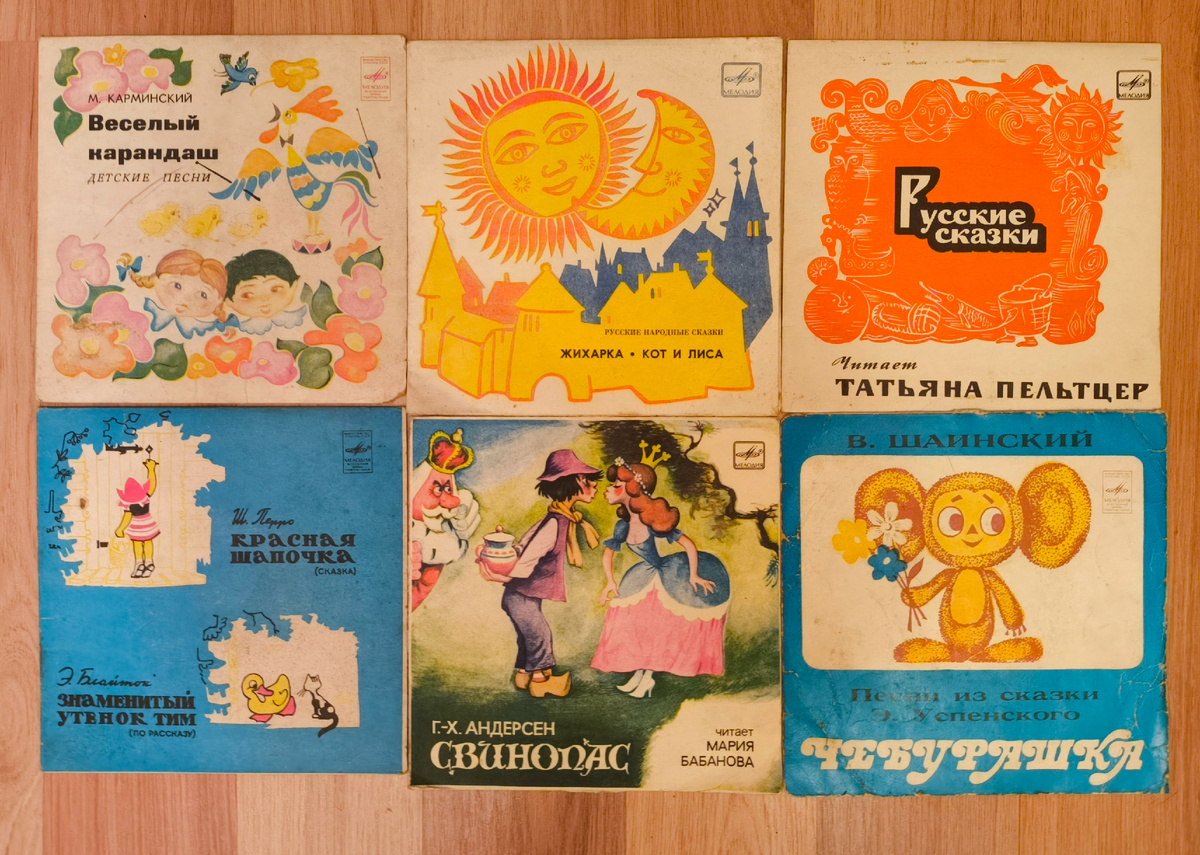 М. КАРМИНСКИЙ
Веселый
карандаш
ДЕТСКИЕ ПЕСНИ
МЕЛОДИЯ
МЕЛОДИЯ
РУССКИЕ НАРОДНЫЕ СКАЗКИ
ЖИХАРКА • КОТ И ЛИСА
МЕЛОДИЯ
Русские
сказки
Читает
ТАТЬЯНА ПЕЛЬТЦЕР
МЕЛОДИЯ
Ш. Перро
КРАСНАЯ
ШАПОЧКА
(СКАЗКА)
Э. Блайтон
ЗНАМЕНИТЫЙ
УТЕНОК ТИМ
(ПО РАССКАЗУ)
МЕЛОДИЯ
Г.-Х. АНДЕРСЕН
СВИНОПАС
читает
МАРИЯ
БАБАНОВА
В. ШАИНСКИЙ
МЕЛОДИЯ
Песни из сказки
Э. Успенского
ЧЕБУРАШКА